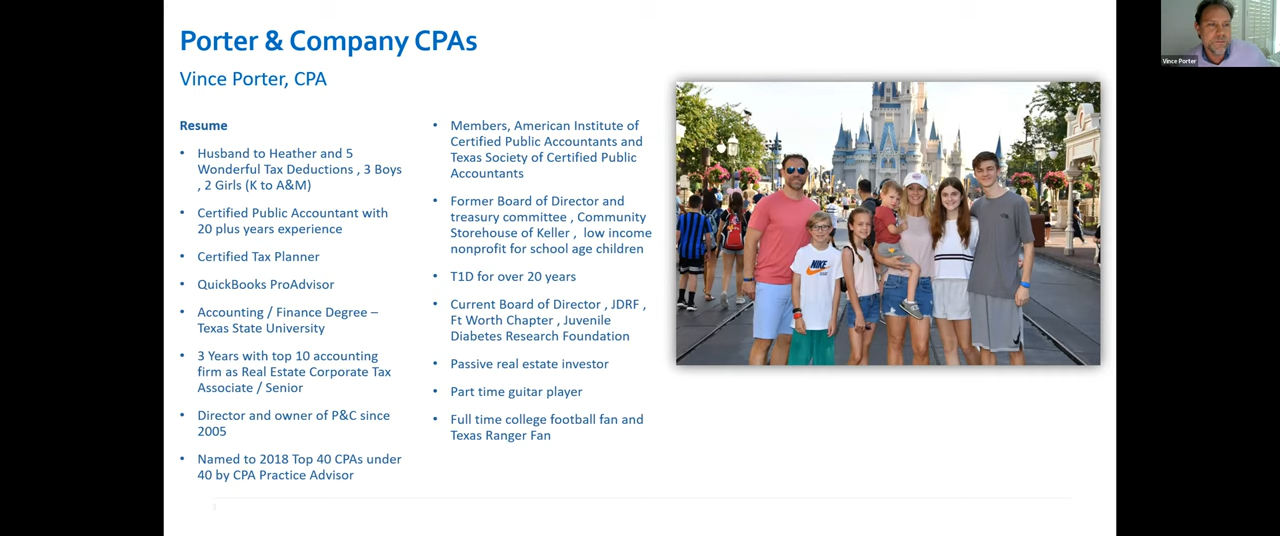 Porter & Company CPAs
Vince Porter, CPA
Resume
• Husband to Heather and 5
Wonderful Tax Deductions , 3 Boys
, 2 Girls (K to A&M)
• Certified Public Accountant with
20 plus years experience
• Certified Tax Planner
• QuickBooks ProAdvisor
• Accounting / Finance Degree –
Texas State University
• 3 Years with top 10 accounting
firm as Real Estate Corporate Tax
Associate / Senior
• Director and owner of P&C since
2005
• Named to 2018 Top 40 CPAs under
40 by CPA Practice Advisor
• Members, American Institute of
Certified Public Accountants and
Texas Society of Certified Public
Accountants
• Former Board of Director and
treasury committee , Community
Storehouse of Keller , low income
nonprofit for school age children
• T1D for over 20 years
• Current Board of Director , JDRF ,
Ft Worth Chapter , Juvenile
Diabetes Research Foundation
• Passive real estate investor
• Part time guitar player
• Full time college football fan and
Texas Ranger Fan
NIKE
3
Vince Porter